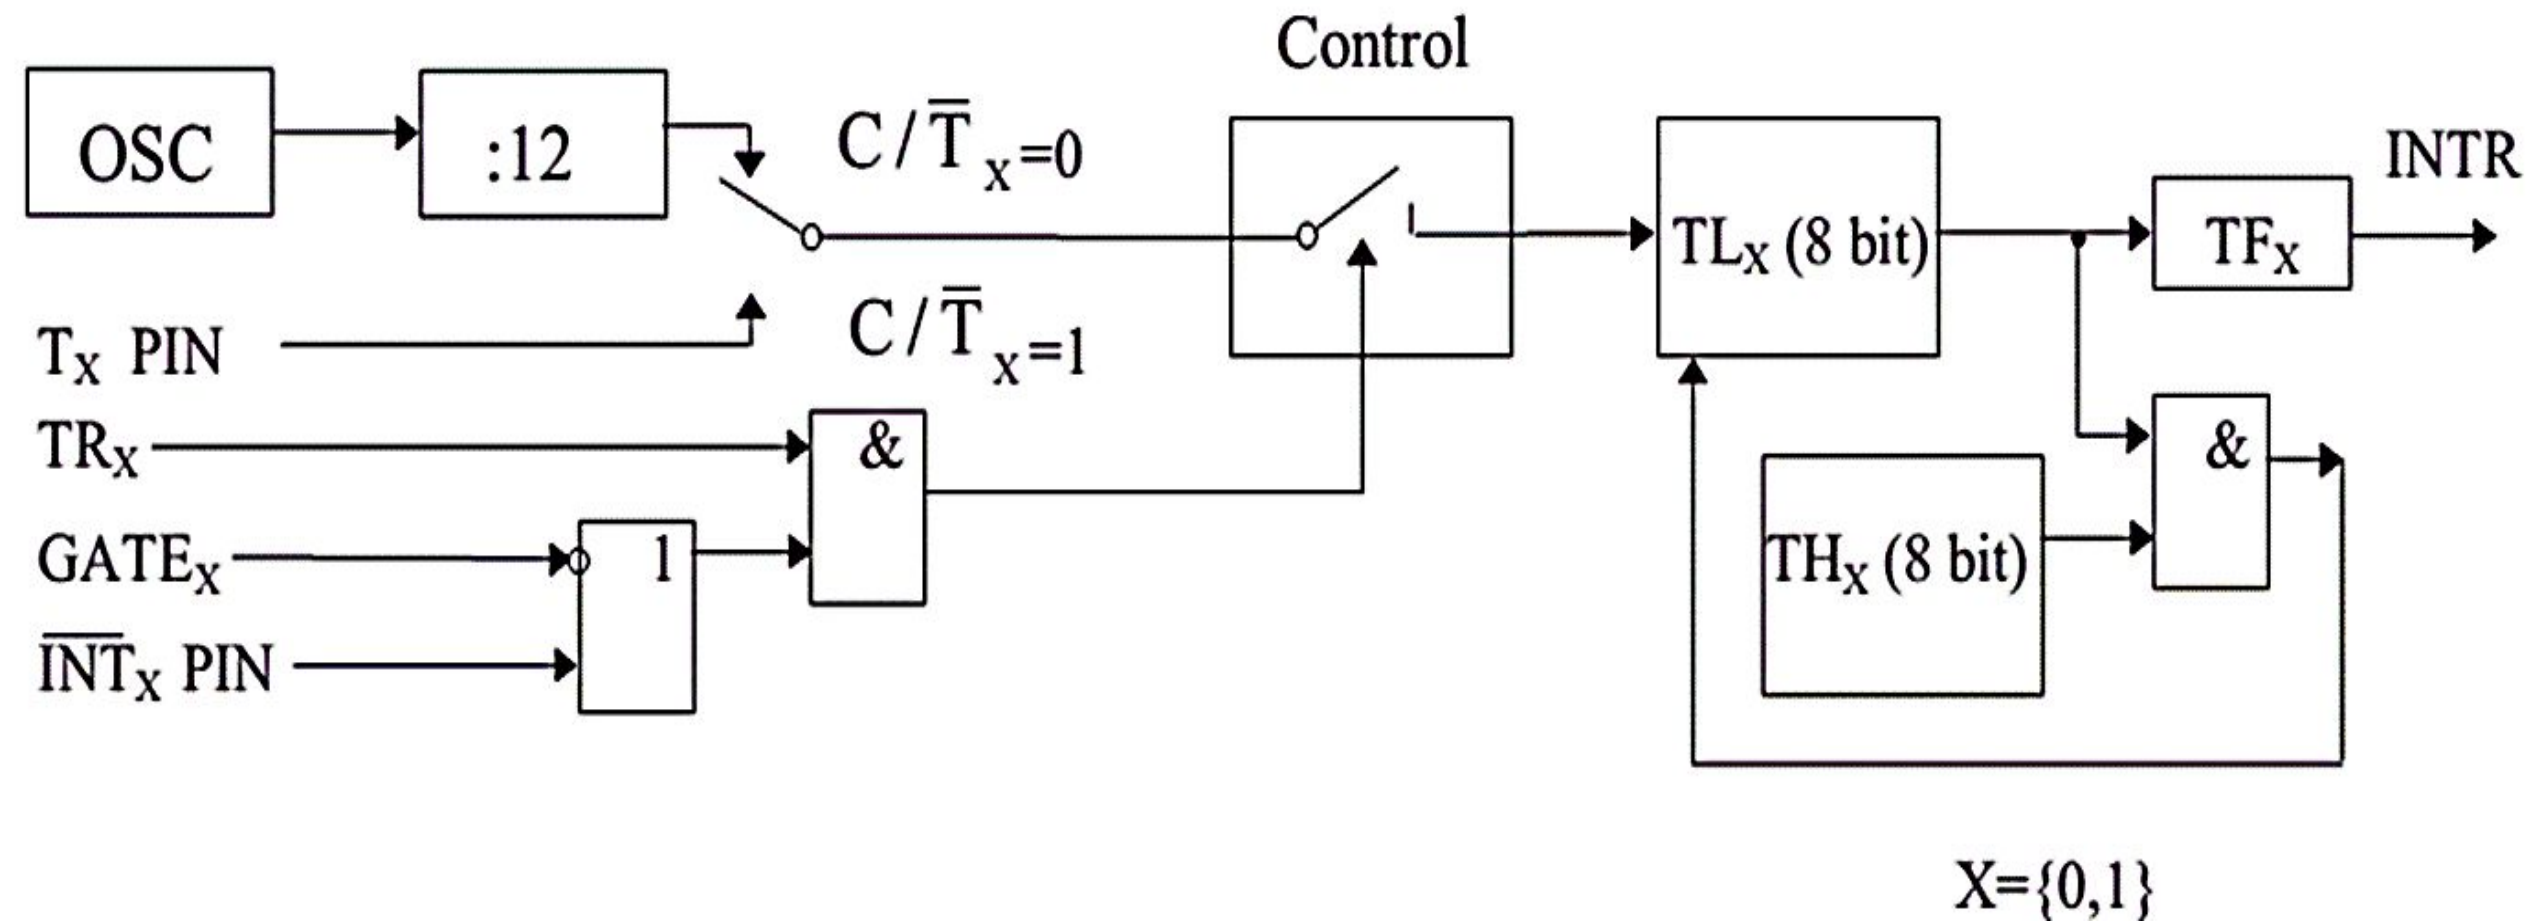 Control
OSC
:12
C/T̅ₓ=0
INTR
TLₓ (8 bit)
TFₓ
Tₓ PIN
C/T̅ₓ=1
TRₓ
&
&
GATEₓ
1
THₓ (8 bit)
I̅N̅T̅ₓ PIN
X={0,1}